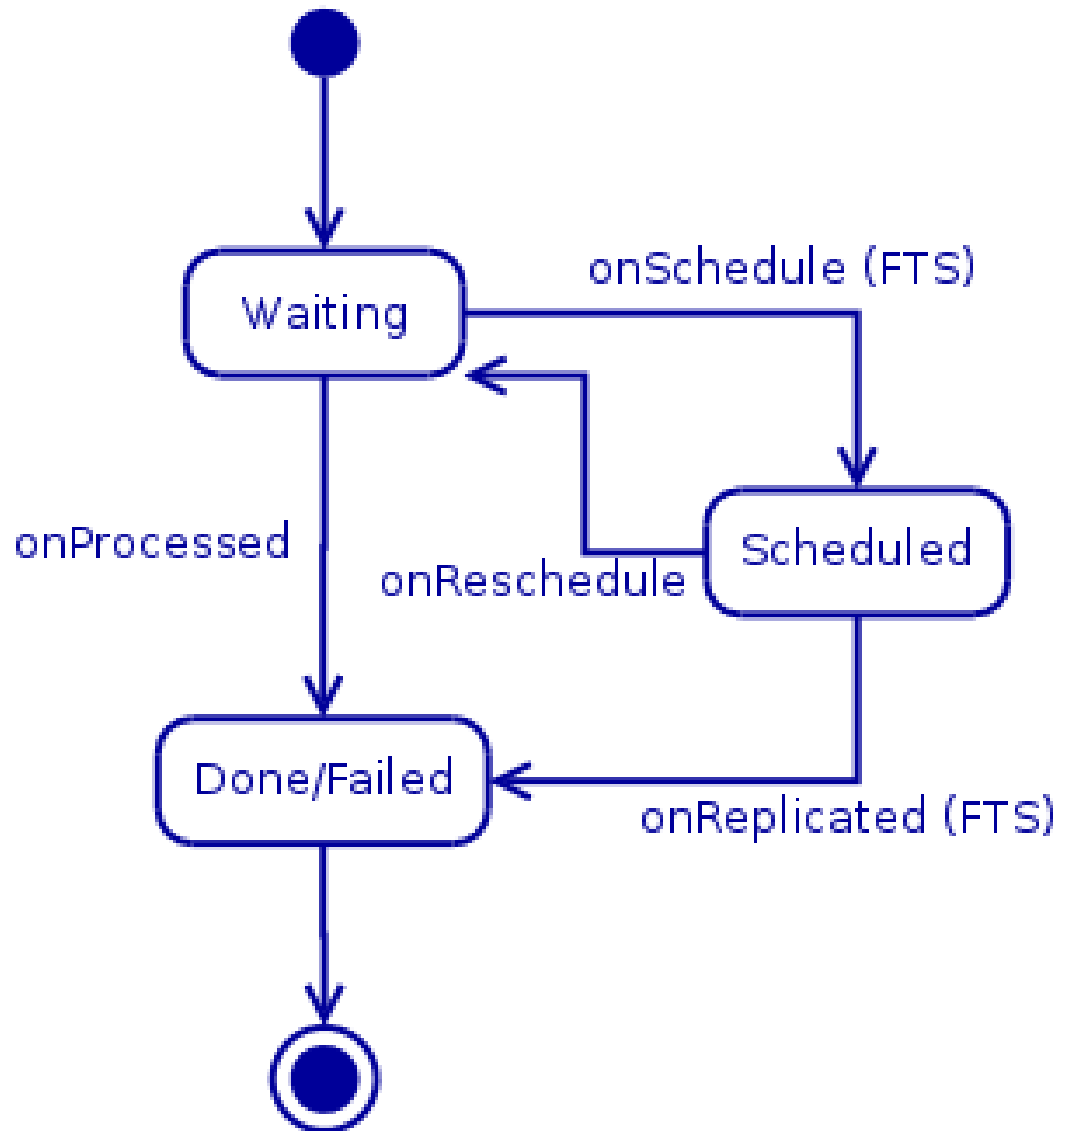 onSchedule (FTS)
Waiting
onProcessed
Scheduled
onReschedule
Done/Failed
onReplicated (FTS)